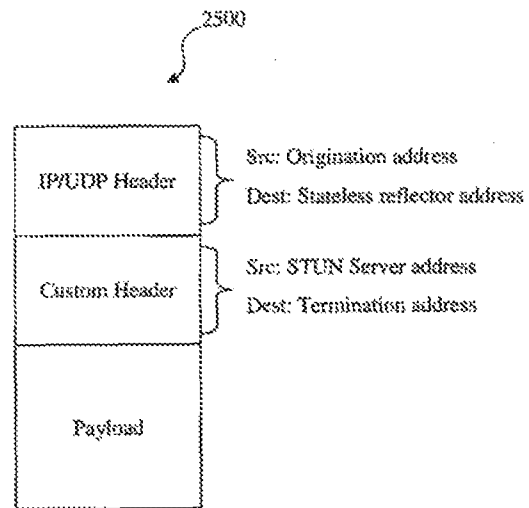 2500
IP/UDP Header
Src: Origination address
Dest: Stateless reflector address
Custom Header
Src: STUN Server address
Dest: Termination address
Payload